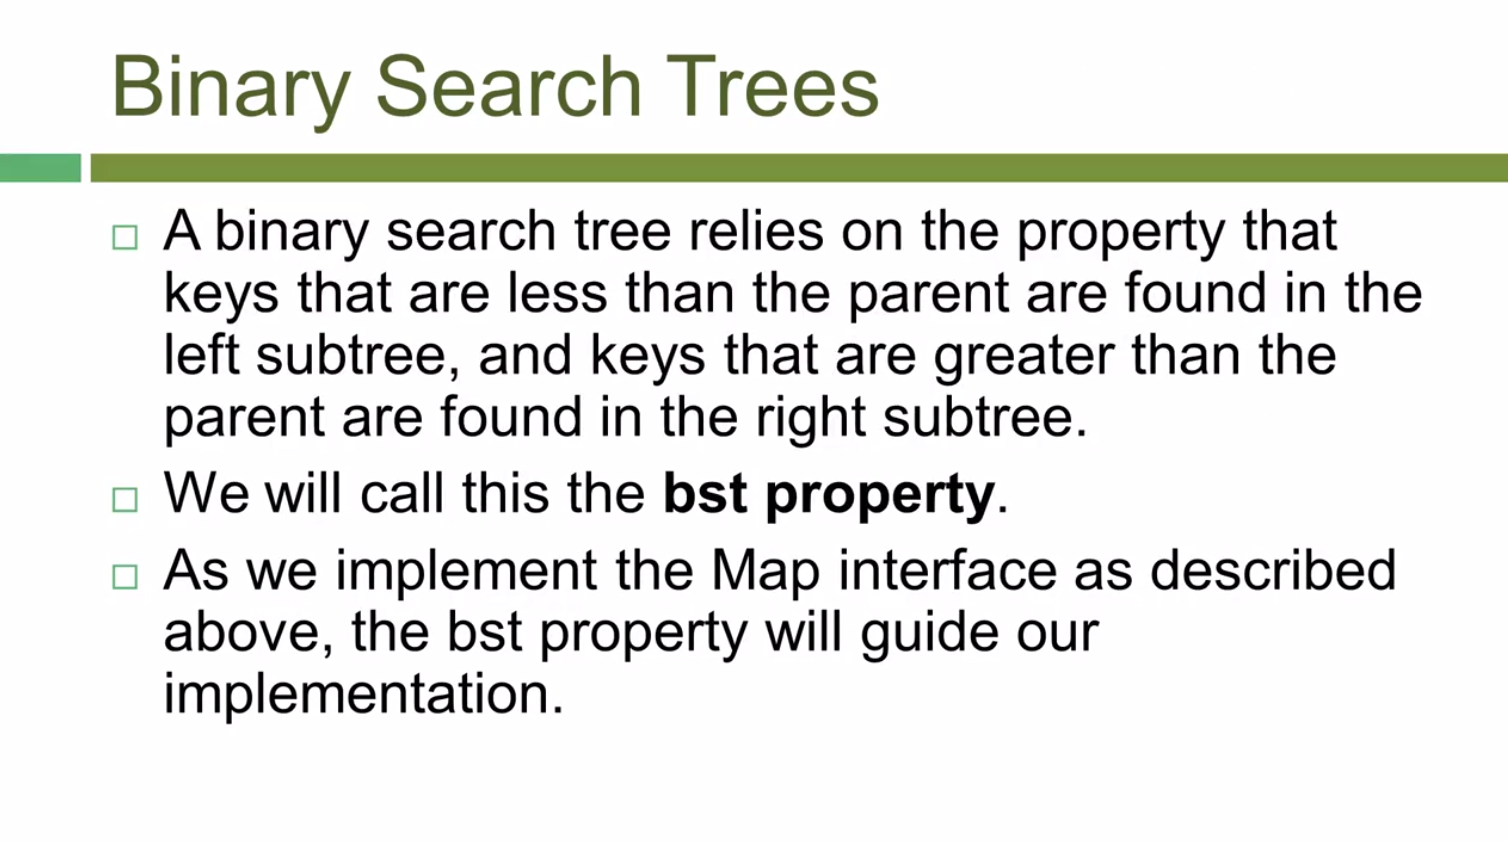 Binary Search Trees
A binary search tree relies on the property that
keys that are less than the parent are found in the
left subtree, and keys that are greater than the
parent are found in the right subtree.
We will call this the bst property.
As we implement the Map interface as described
above, the bst property will guide our
implementation.